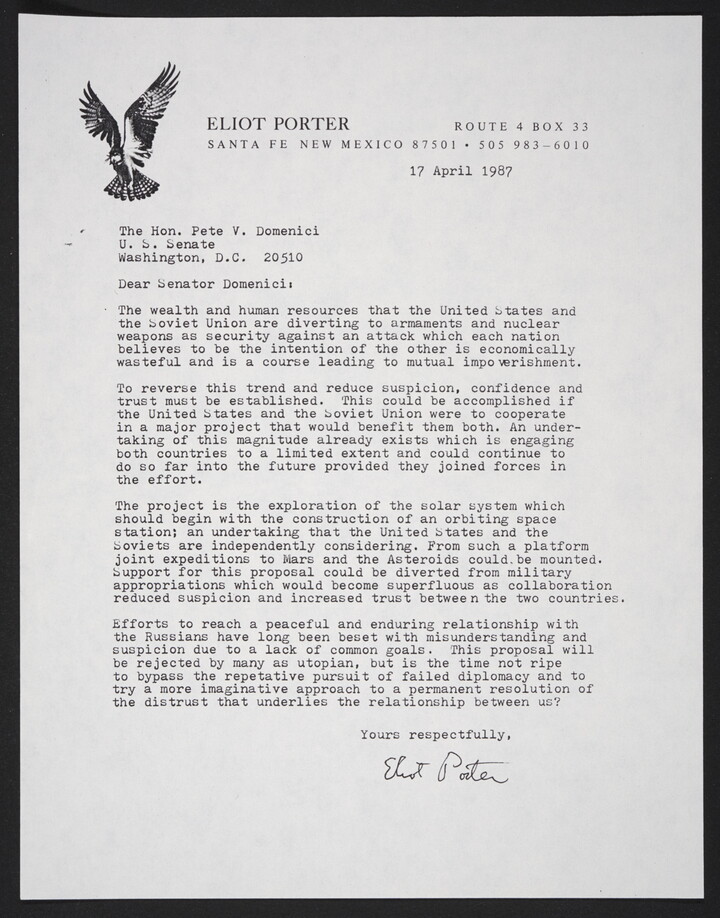 ELIOT PORTER ROUTE 4 BOX 33
SANTA FE NEW MEXICO 87501 • 505 983-6010
17 April 1987
The Hon. Pete V. Domenici
U. S. Senate
Washington, D.C. 20510
Dear Senator Domenici:
The wealth and human resources that the United States and
the Soviet Union are diverting to armaments and nuclear
weapons as security against an attack which each nation
believes to be the intention of the other is economically
wasteful and is a course leading to mutual impoverishment.
To reverse this trend and reduce suspicion, confidence and
trust must be established. This could be accomplished if
the United States and the Soviet Union were to cooperate
in a major project that would benefit them both. An under-
taking of this magnitude already exists which is engaging
both countries to a limited extent and could continue to
do so far into the future provided they joined forces in
the effort.
The project is the exploration of the solar system which
should begin with the construction of an orbiting space
station; an undertaking that the United States and the
Soviets are independently considering. From such a platform
joint expeditions to Mars and the Asteroids could.be mounted.
Support for this proposal could be diverted from military
appropriations which would become superfluous as collaboration
reduced suspicion and increased trust between the two countries.
Efforts to reach a peaceful and enduring relationship with
the Russians have long been beset with misunderstanding and
suspicion due to a lack of common goals. This proposal will
be rejected by many as utopian, but is the time not ripe
to bypass the repetative pursuit of failed diplomacy and to
try a more imaginative approach to a permanent resolution of
the distrust that underlies the relationship between us?
Yours respectfully,
Eliot Porter